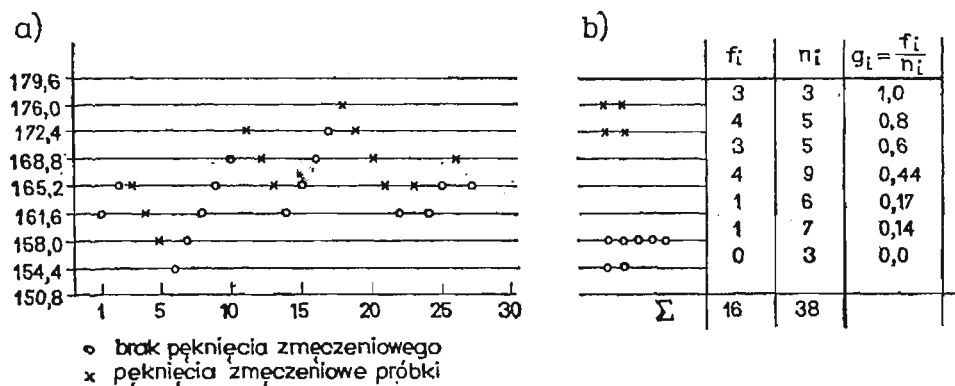 a)
179,6
176,0
172,4
168,8
165,2
161,6
158,0
154,4
150,8
1 5 10 15 20 25 30
o brak pęknięcia zmęczeniowego
x pęknięcia zmęczeniowe próbki
b)
fi ni gi = fi/ni
3 3 1,0
4 5 0,8
3 5 0,6
4 9 0,44
1 6 0,17
1 7 0,14
0 3 0,0
Σ 16 38